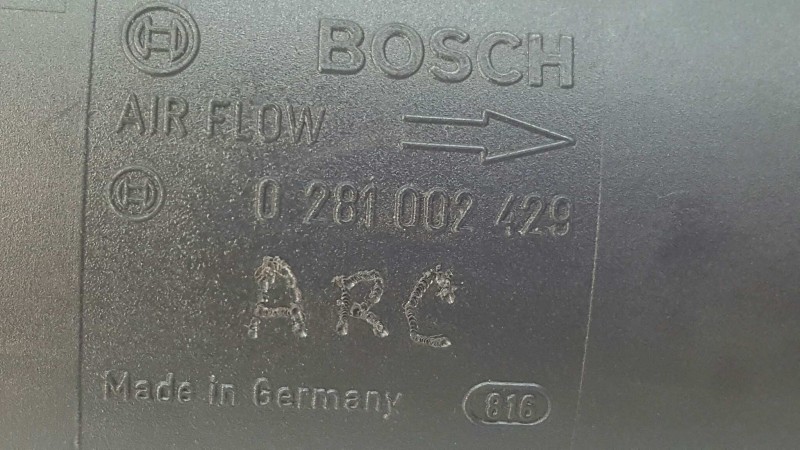 BOSCH
AIR FLOW
0 281 002 429
ARC
Made in Germany 816